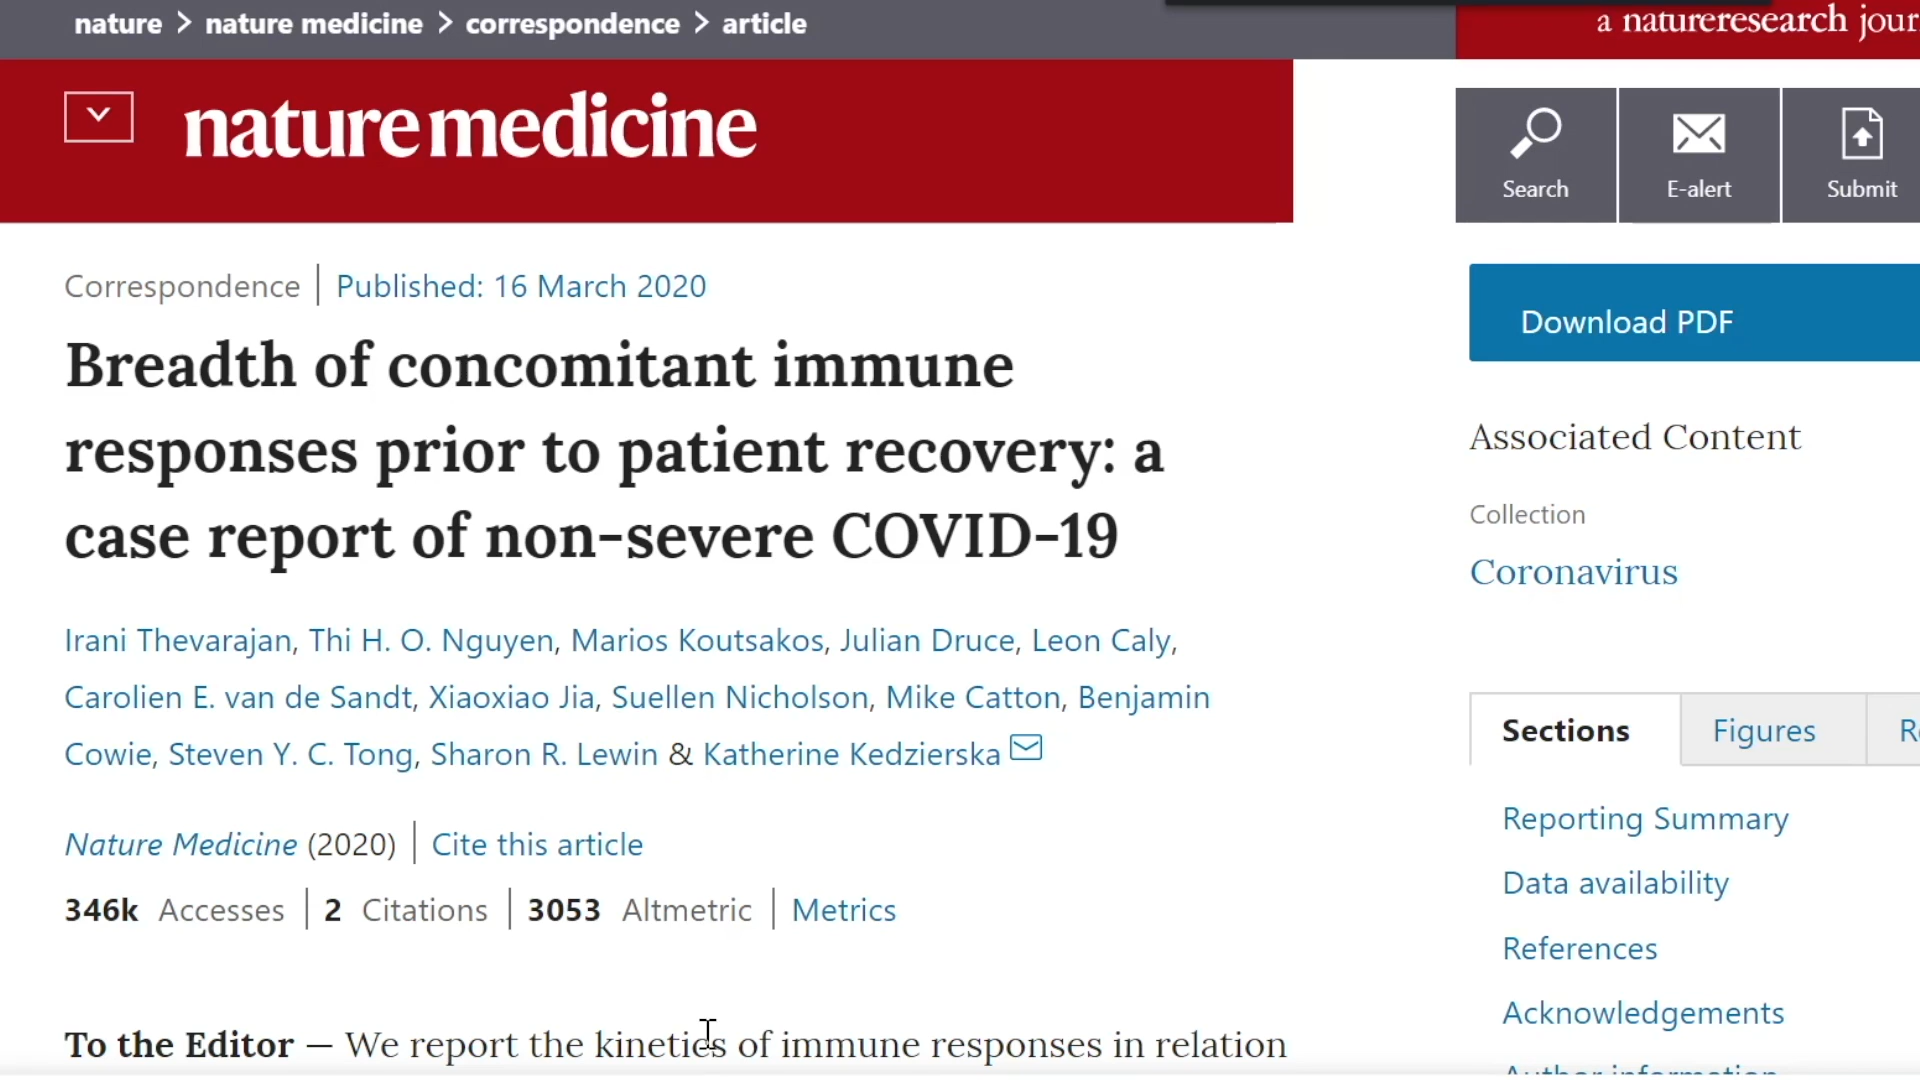 nature > nature medicine > correspondence > article
a natureresearch
nature medicine
Search
E-alert
Submit
Correspondence | Published: 16 March 2020
Download PDF
Breadth of concomitant immune
responses prior to patient recovery: a
case report of non-severe COVID-19
Associated Content
Collection
Coronavirus
Irani Thevarajan, Thi H. O. Nguyen, Marios Koutsakos, Julian Druce, Leon Caly,
Carolien E. van de Sandt, Xiaoxiao Jia, Suellen Nicholson, Mike Catton, Benjamin
Cowie, Steven Y. C. Tong, Sharon R. Lewin & Katherine Kedzierska
Nature Medicine (2020) | Cite this article
346k Accesses | 2 Citations | 3053 Altmetric | Metrics
To the Editor — We report the kinetics of immune responses in relation
Sections
Figures
Reporting Summary
Data availability
References
Acknowledgements
Author information